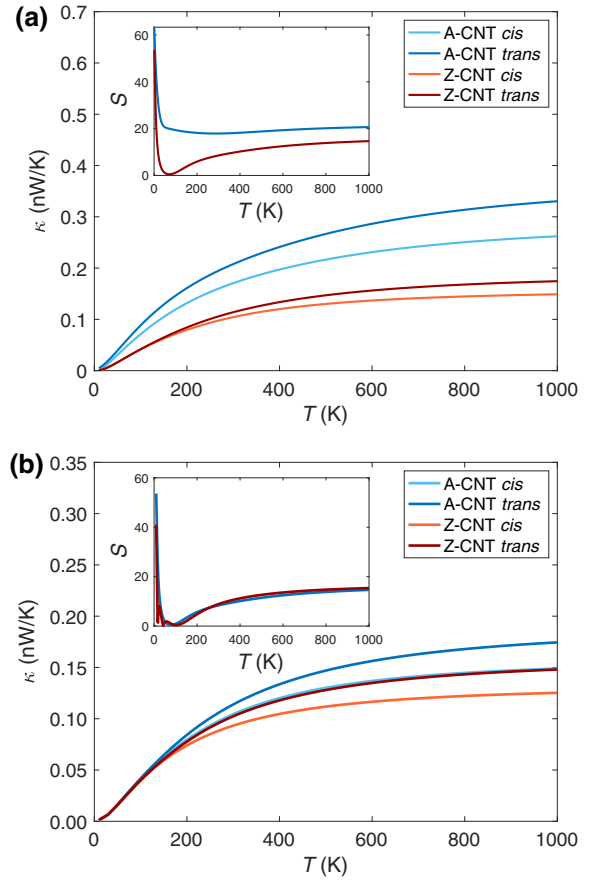 (a)
0.7
0.6
0.5
0.4
0.3
0.2
0.1
0
κ (nW/K)
0 200 400 600 800 1000
T (K)
60
40
20
0
S
0 200 400 600 800 1000
T (K)
A-CNT cis
A-CNT trans
Z-CNT cis
Z-CNT trans
(b)
0.35
0.30
0.25
0.20
0.15
0.10
0.05
0.00
κ (nW/K)
0 200 400 600 800 1000
T (K)
60
40
20
0
S
0 200 400 600 800 1000
T (K)
A-CNT cis
A-CNT trans
Z-CNT cis
Z-CNT trans